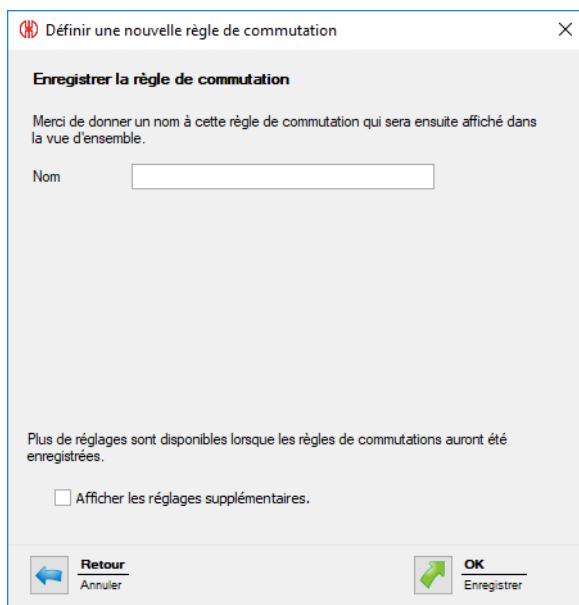 Définir une nouvelle règle de commutation
Enregistrer la règle de commutation
Merci de donner un nom à cette règle de commutation qui sera ensuite affiché dans
la vue d'ensemble.
Nom
Plus de réglages sont disponibles lorsque les règles de commutations auront été
enregistrées.
Afficher les réglages supplémentaires.
Retour
Annuler
OK
Enregistrer